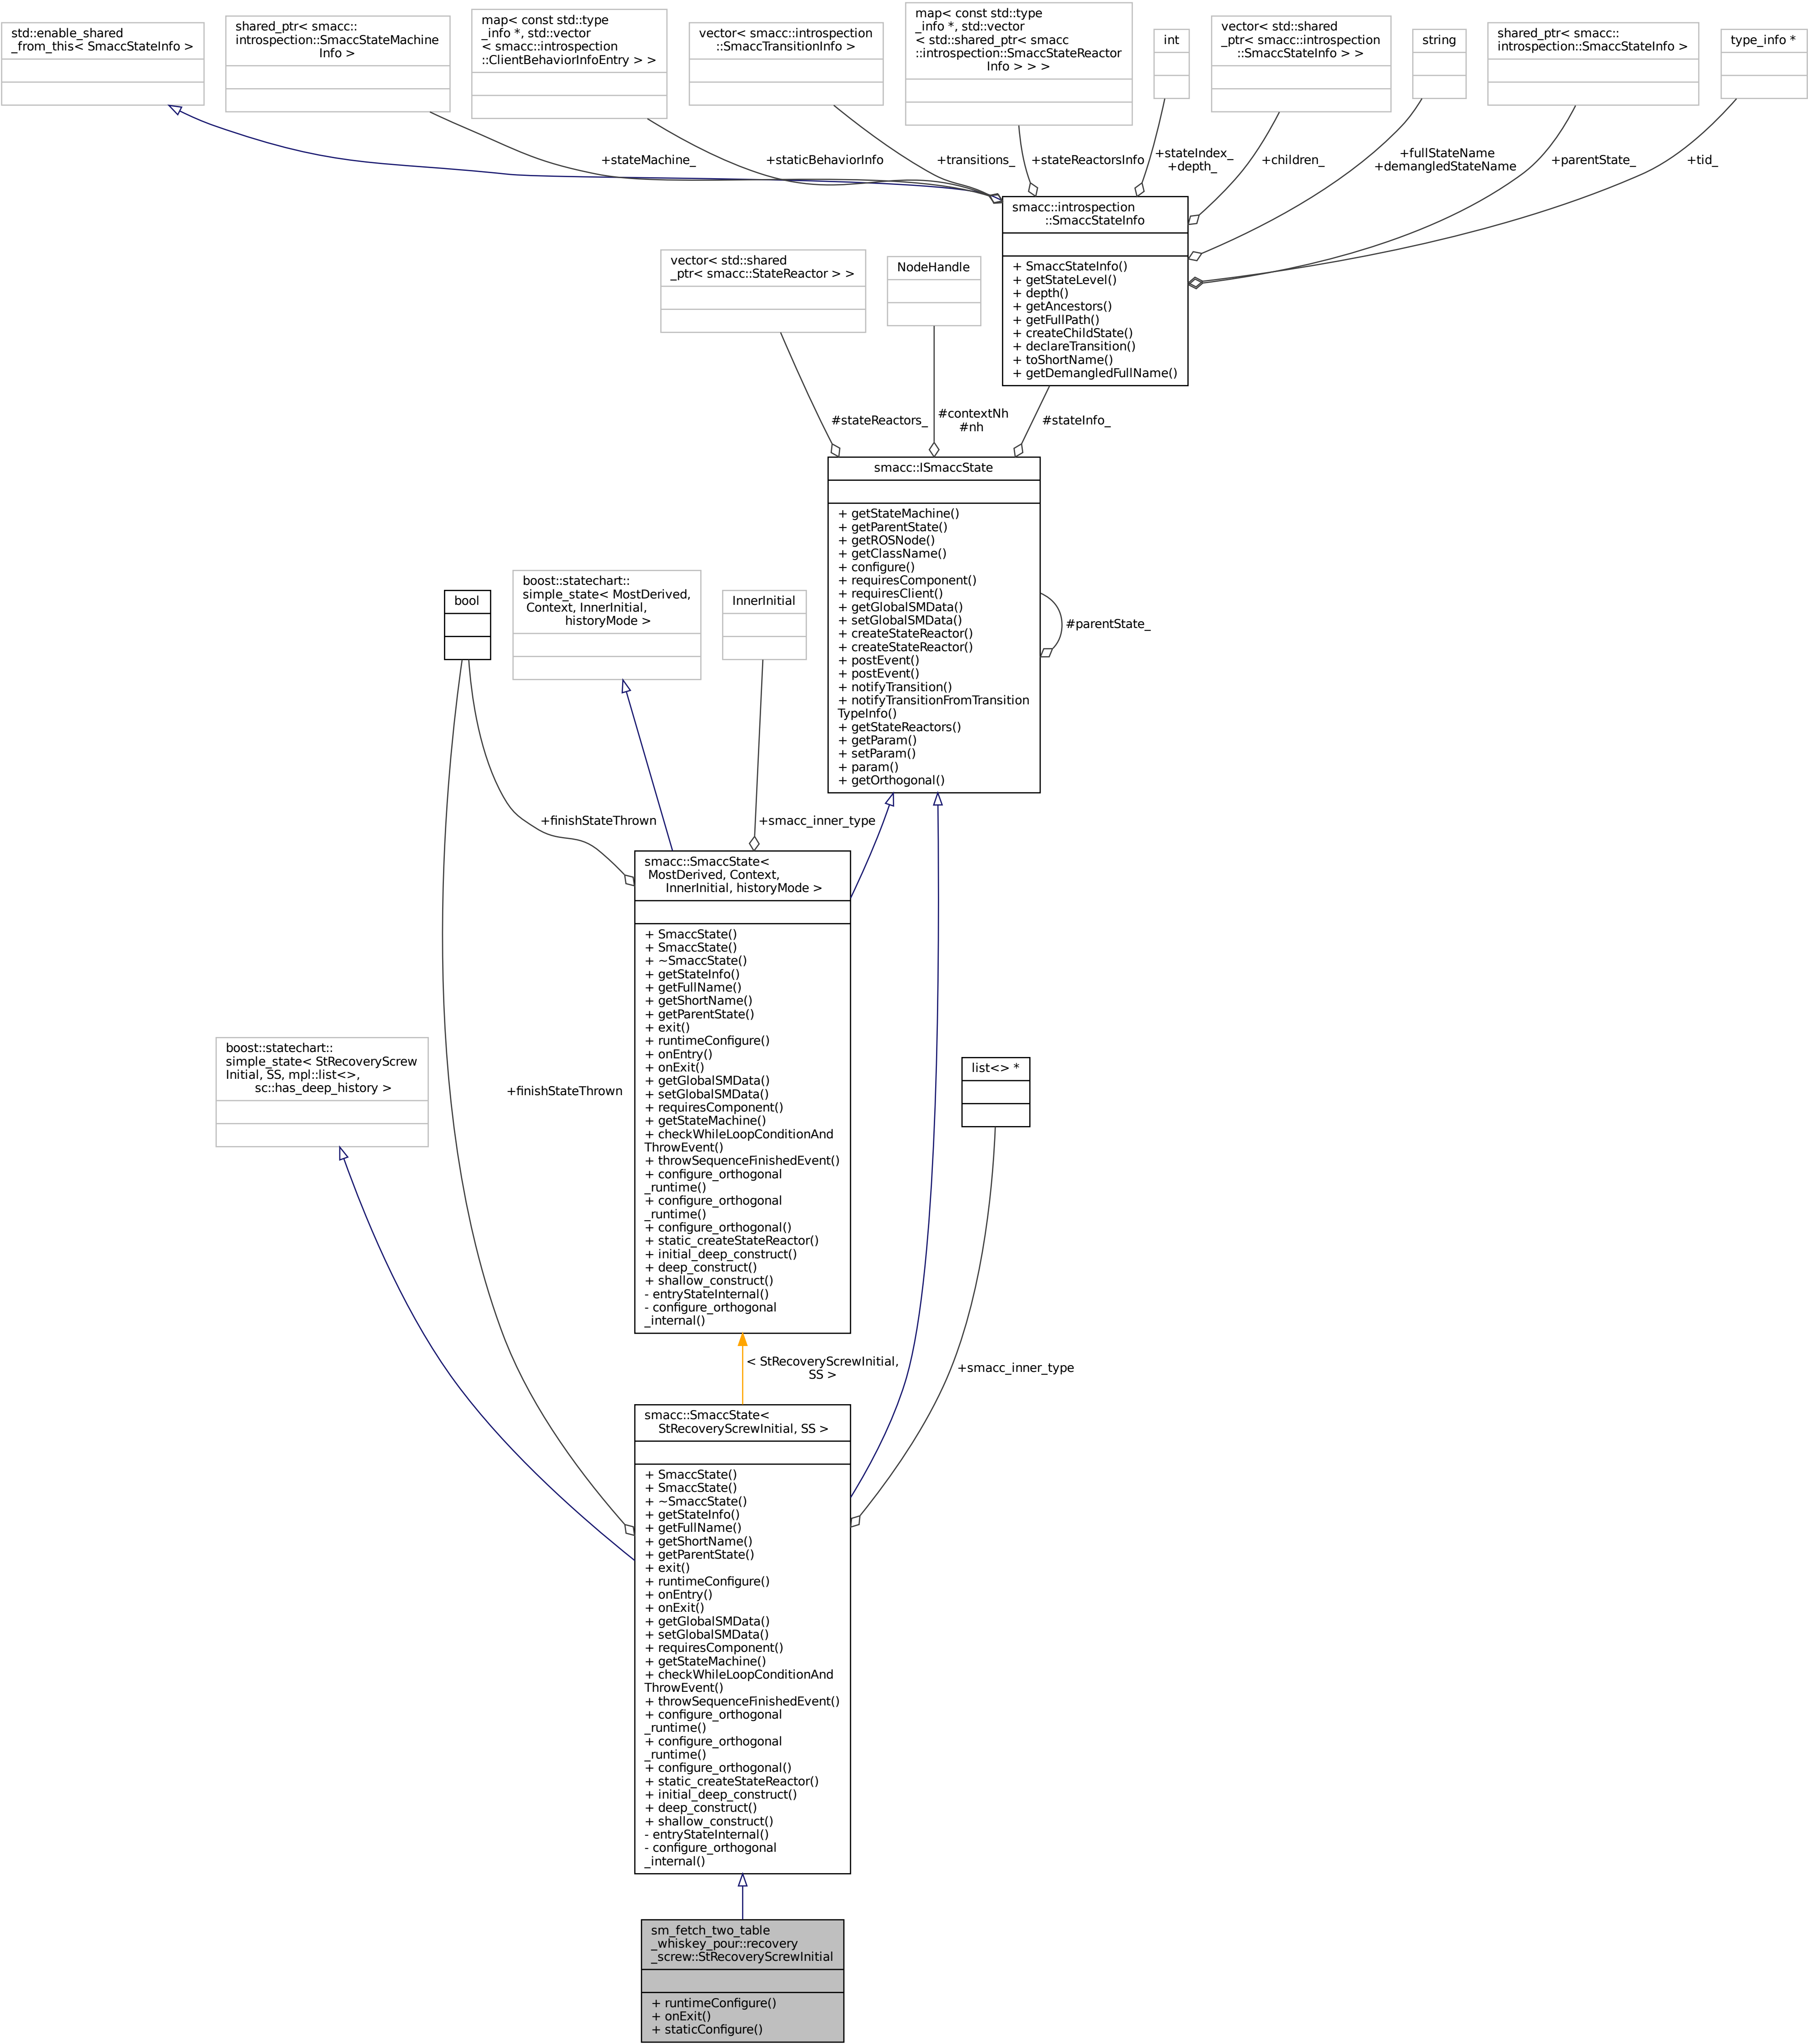 std::enable_shared
_from_this< SmaccStateInfo >
shared_ptr< smacc::
introspection::SmaccStateMachine
Info >
map< const std::type
_info *, std::vector
< smacc::introspection
::ClientBehaviorInfoEntry > >
vector< smacc::introspection
::SmaccTransitionInfo >
map< const std::type
_info *, std::vector
< std::shared_ptr< smacc
::introspection::SmaccStateReactor
Info > > >
int
vector< std::shared
_ptr< smacc::introspection
::SmaccStateInfo > >
string
shared_ptr< smacc::
introspection::SmaccStateInfo >
type_info *
+stateMachine_
+staticBehaviorInfo
+transitions_
+stateReactorsInfo
+stateIndex_
+depth_
+children_
+fullStateName
+demangledStateName
+parentState_
+tid_
smacc::introspection
::SmaccStateInfo
+ SmaccStateInfo()
+ getStateLevel()
+ depth()
+ getAncestors()
+ getFullPath()
+ createChildState()
+ declareTransition()
+ toShortName()
+ getDemangledFullName()
vector< std::shared
_ptr< smacc::StateReactor > >
NodeHandle
#stateReactors_
#contextNh
#nh
#stateInfo_
smacc::ISmaccState
+ getStateMachine()
+ getParentState()
+ getROSNode()
+ getClassName()
+ configure()
+ requiresComponent()
+ requiresClient()
+ getGlobalSMData()
+ setGlobalSMData()
+ createStateReactor()
+ createStateReactor()
+ postEvent()
+ postEvent()
+ notifyTransition()
+ notifyTransitionFromTransition
TypeInfo()
+ getStateReactors()
+ getParam()
+ setParam()
+ param()
+ getOrthogonal()
#parentState_
bool
boost::statechart::
simple_state< MostDerived,
Context, InnerInitial,
historyMode >
InnerInitial
+finishStateThrown
+smacc_inner_type
smacc::SmaccState<
MostDerived, Context,
InnerInitial, historyMode >
+ SmaccState()
+ SmaccState()
+ ~SmaccState()
+ getStateInfo()
+ getFullName()
+ getShortName()
+ getParentState()
+ exit()
+ runtimeConfigure()
+ onEntry()
+ onExit()
+ getGlobalSMData()
+ setGlobalSMData()
+ requiresComponent()
+ getStateMachine()
+ checkWhileLoopConditionAnd
ThrowEvent()
+ throwSequenceFinishedEvent()
+ configure_orthogonal
_runtime()
+ configure_orthogonal
_runtime()
+ configure_orthogonal()
+ static_createStateReactor()
+ initial_deep_construct()
+ deep_construct()
+ shallow_construct()
- entryStateInternal()
- configure_orthogonal
_internal()
boost::statechart::
simple_state< StRecoveryScrew
Initial, SS, mpl::list<>,
sc::has_deep_history >
+finishStateThrown
list<> *
< StRecoveryScrewInitial,
SS >
+smacc_inner_type
smacc::SmaccState<
StRecoveryScrewInitial, SS >
+ SmaccState()
+ SmaccState()
+ ~SmaccState()
+ getStateInfo()
+ getFullName()
+ getShortName()
+ getParentState()
+ exit()
+ runtimeConfigure()
+ onEntry()
+ onExit()
+ getGlobalSMData()
+ setGlobalSMData()
+ requiresComponent()
+ getStateMachine()
+ checkWhileLoopConditionAnd
ThrowEvent()
+ throwSequenceFinishedEvent()
+ configure_orthogonal
_runtime()
+ configure_orthogonal
_runtime()
+ configure_orthogonal()
+ static_createStateReactor()
+ initial_deep_construct()
+ deep_construct()
+ shallow_construct()
- entryStateInternal()
- configure_orthogonal
_internal()
sm_fetch_two_table
_whiskey_pour::recovery
_screw::StRecoveryScrewInitial
+ runtimeConfigure()
+ onExit()
+ staticConfigure()